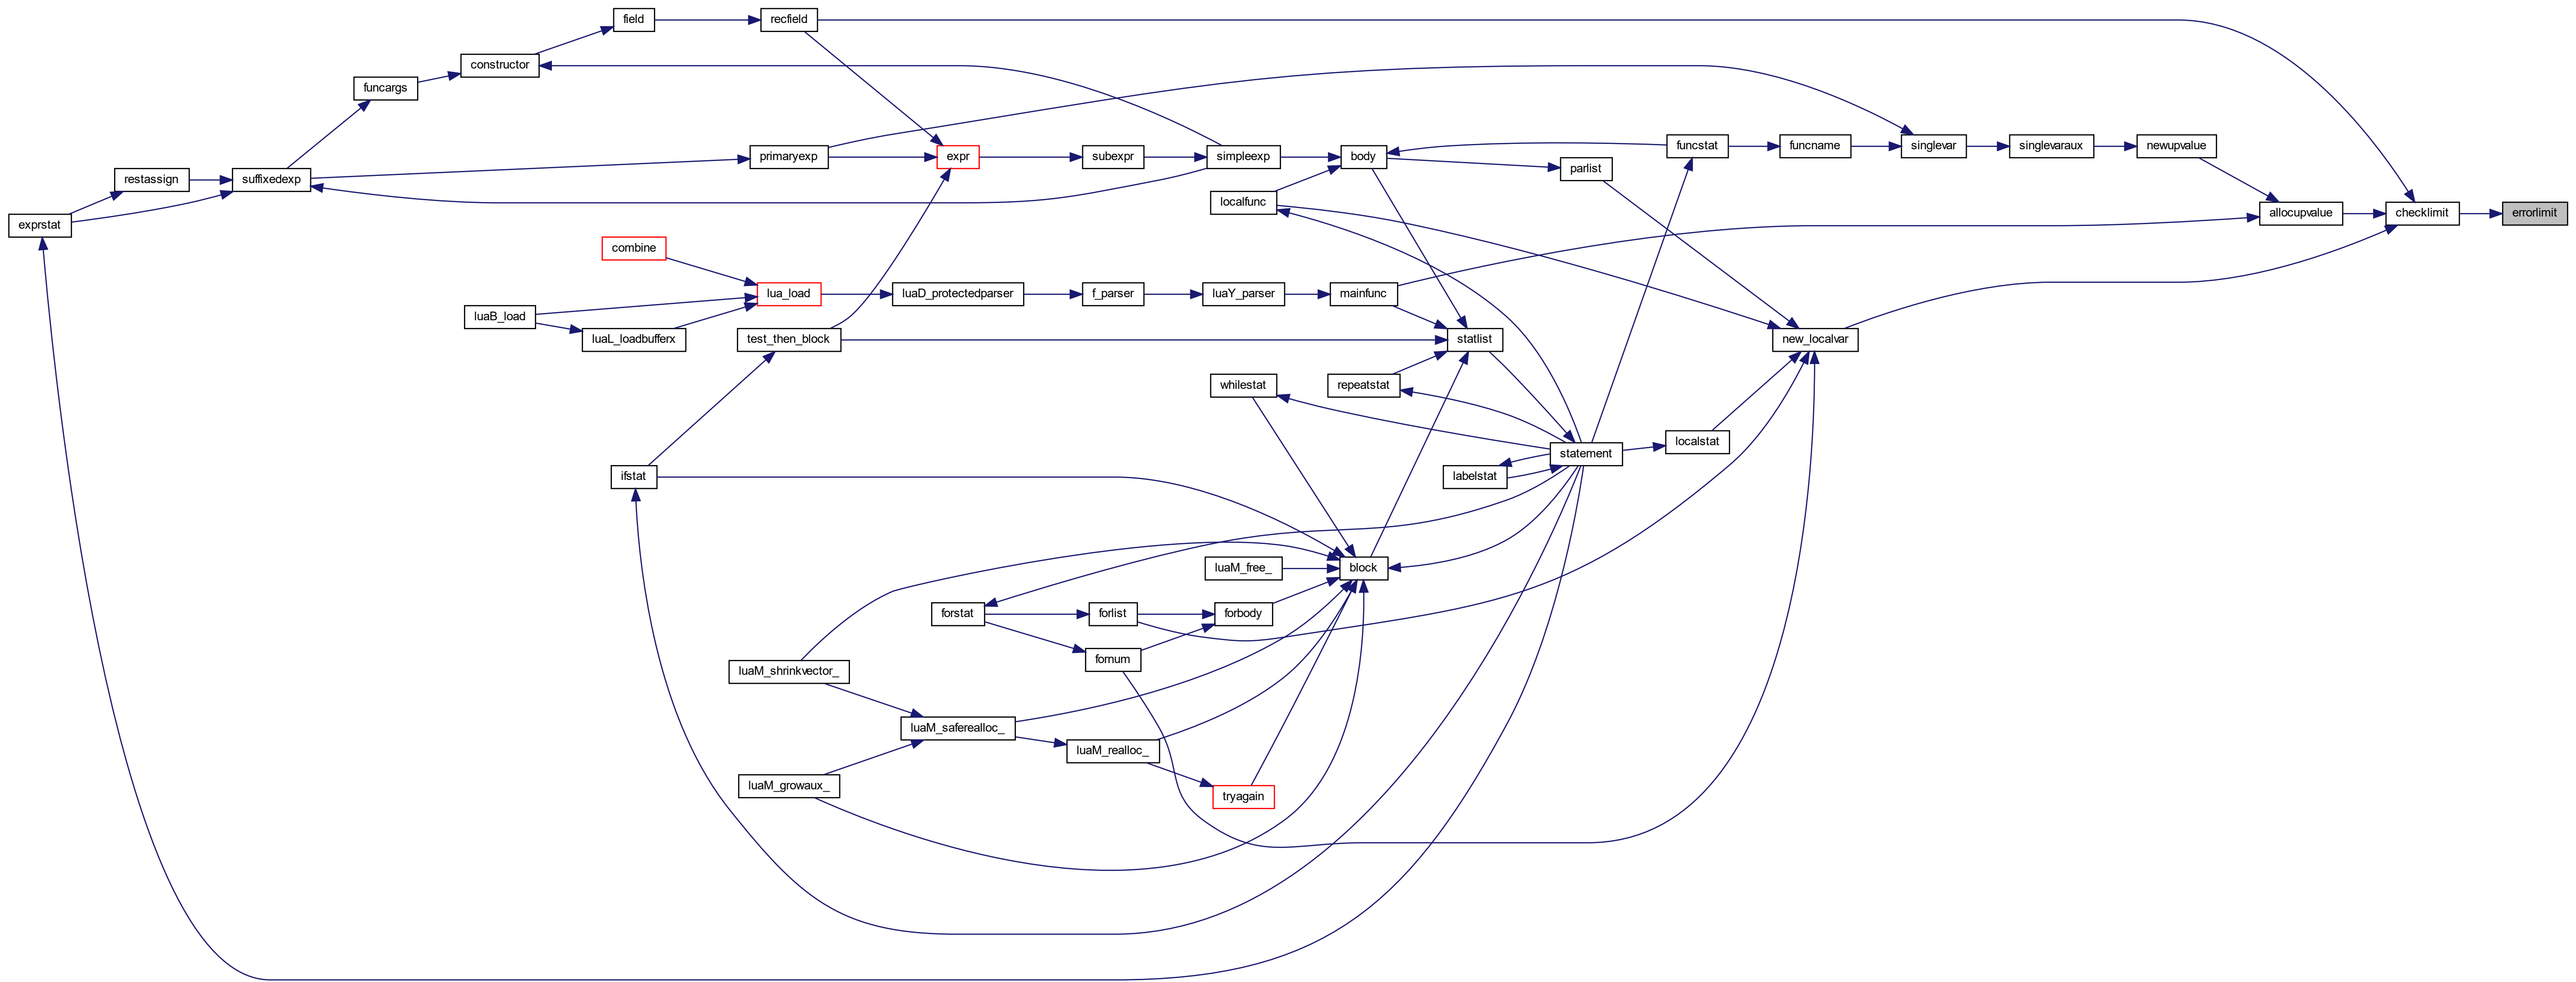 field
recfield
constructor
funcargs
primaryexp
expr
subexpr
simpleexp
body
funcstat
funcname
singlevar
singlevaraux
newupvalue
parlist
restassign
suffixedexp
localfunc
exprstat
allocupvalue
checklimit
errorlimit
combine
lua_load
luaD_protectedparser
f_parser
luaY_parser
mainfunc
luaB_load
luaL_loadbufferx
test_then_block
statlist
new_localvar
whilestat
repeatstat
localstat
statement
ifstat
labelstat
luaM_free_
block
forstat
forlist
forbody
fornum
luaM_shrinkvector_
luaM_saferealloc_
luaM_realloc_
luaM_growaux_
tryagain